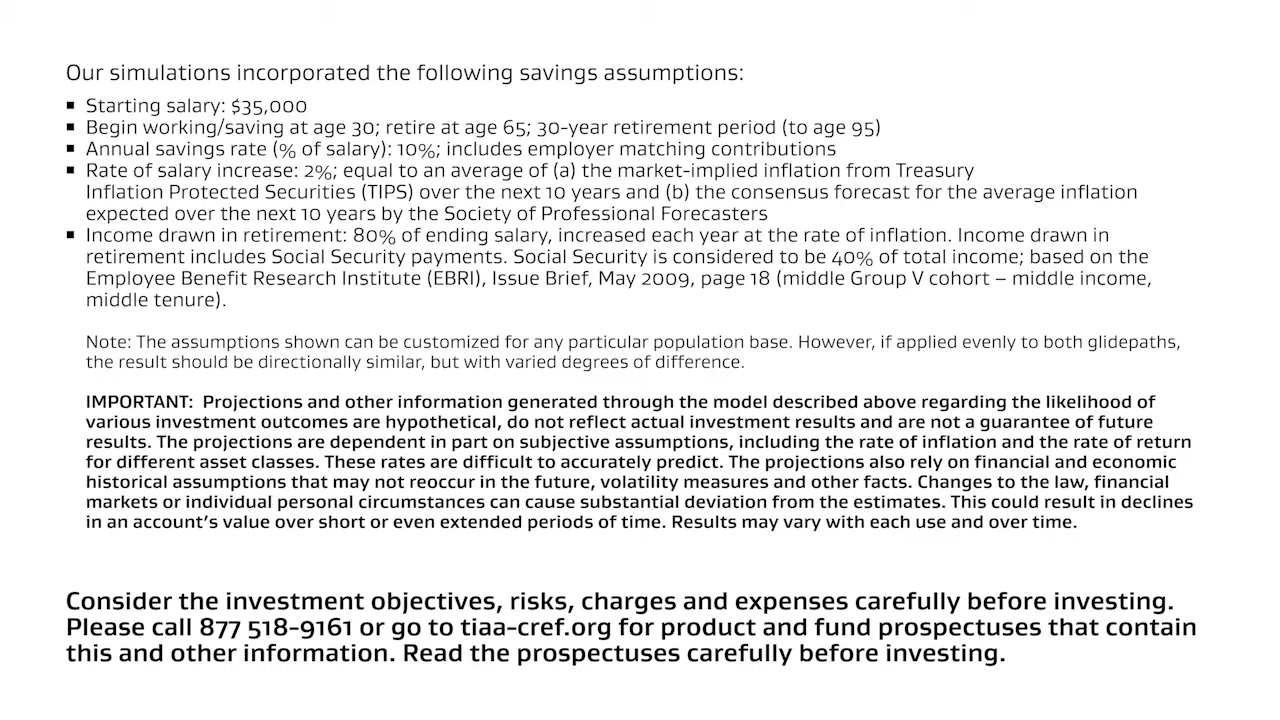 Our simulations incorporated the following savings assumptions:
▪ Starting salary: $35,000
▪ Begin working/saving at age 30; retire at age 65; 30-year retirement period (to age 95)
▪ Annual savings rate (% of salary): 10%; includes employer matching contributions
▪ Rate of salary increase: 2%; equal to an average of (a) the market-implied inflation from Treasury
Inflation Protected Securities (TIPS) over the next 10 years and (b) the consensus forecast for the average inflation
expected over the next 10 years by the Society of Professional Forecasters
▪ Income drawn in retirement: 80% of ending salary, increased each year at the rate of inflation. Income drawn in
retirement includes Social Security payments. Social Security is considered to be 40% of total income; based on the
Employee Benefit Research Institute (EBRI), Issue Brief, May 2009, page 18 (middle Group V cohort – middle income,
middle tenure).
Note: The assumptions shown can be customized for any particular population base. However, if applied evenly to both glidepaths,
the result should be directionally similar, but with varied degrees of difference.
IMPORTANT: Projections and other information generated through the model described above regarding the likelihood of
various investment outcomes are hypothetical, do not reflect actual investment results and are not a guarantee of future
results. The projections are dependent in part on subjective assumptions, including the rate of inflation and the rate of return
for different asset classes. These rates are difficult to accurately predict. The projections also rely on financial and economic
historical assumptions that may not reoccur in the future, volatility measures and other facts. Changes to the law, financial
markets or individual personal circumstances can cause substantial deviation from the estimates. This could result in declines
in an account's value over short or even extended periods of time. Results may vary with each use and over time.
Consider the investment objectives, risks, charges and expenses carefully before investing.
Please call 877 518-9161 or go to tiaa-cref.org for product and fund prospectuses that contain
this and other information. Read the prospectuses carefully before investing.